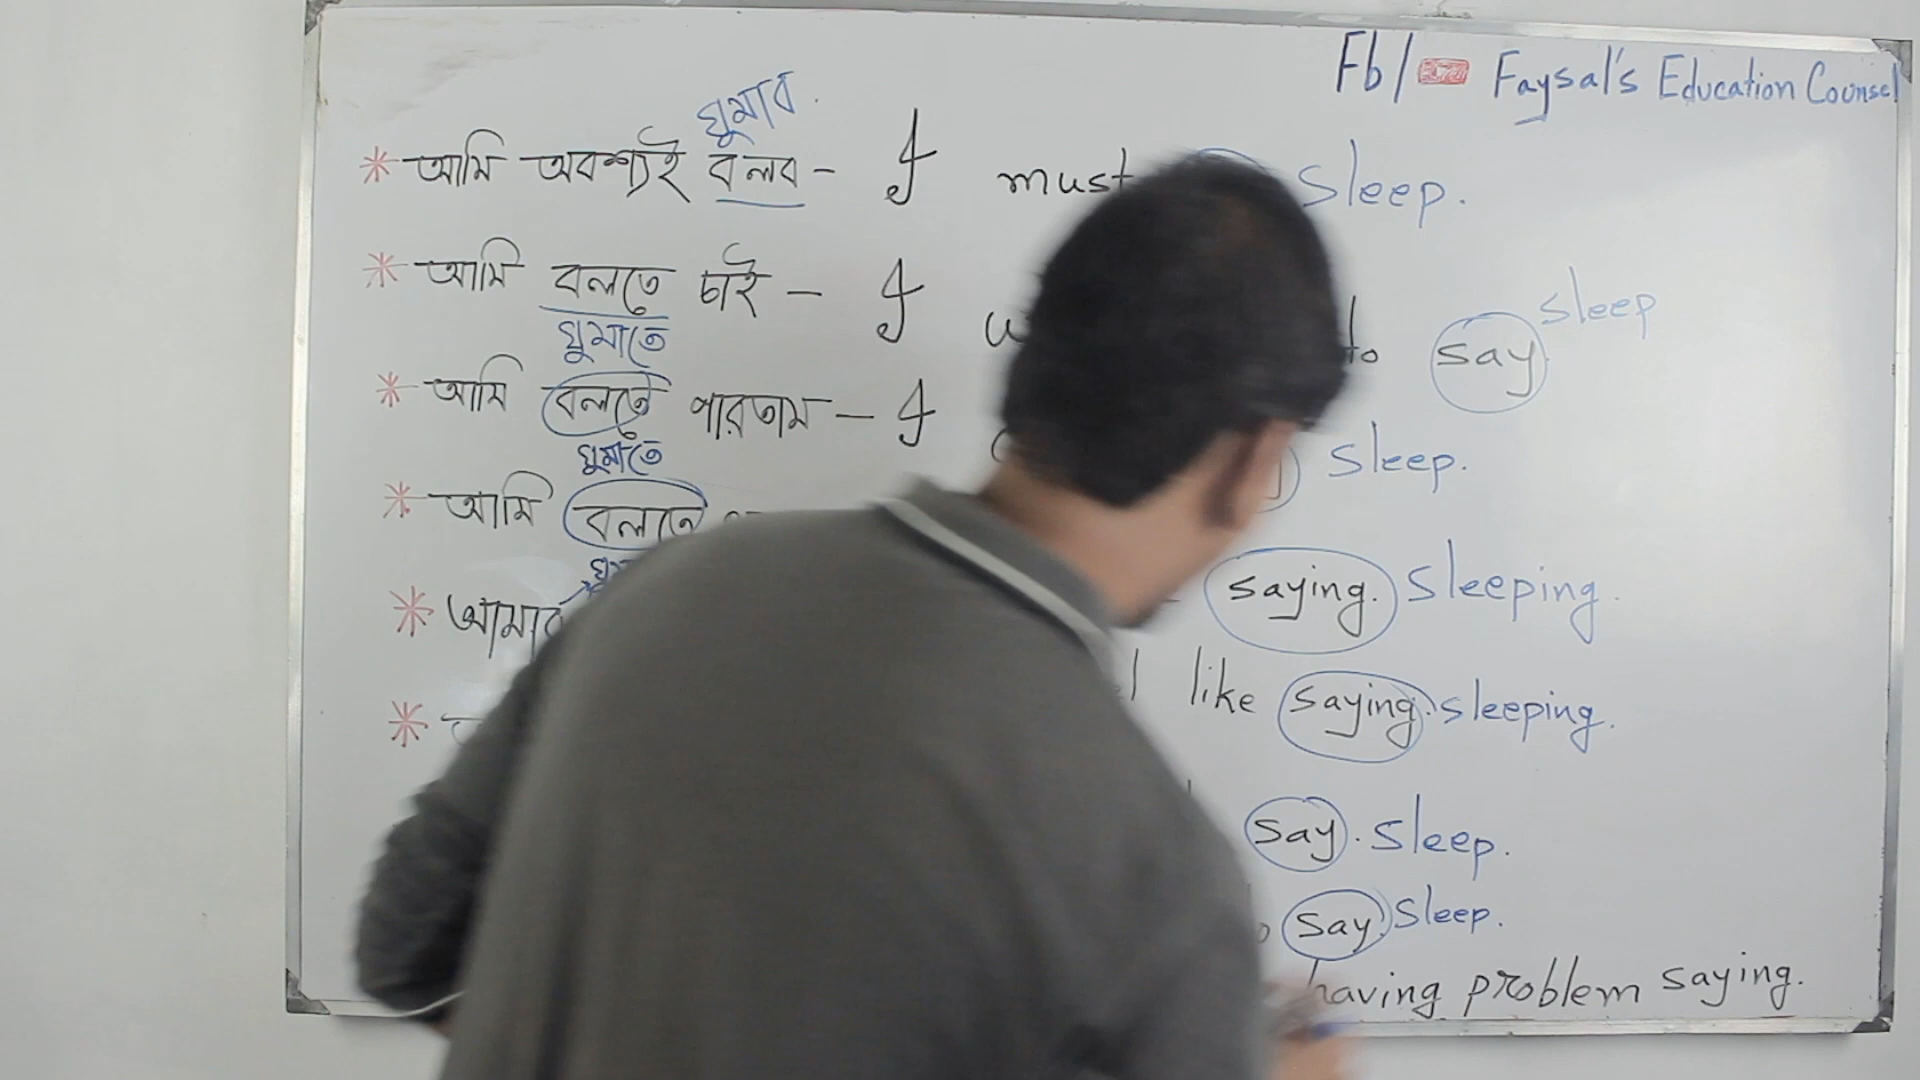 Fb/ Faysal's Education Counsel
ঘুমাব
* আমি অবশ্যই বলব - I must Sleep.
* আমি বলতে চাই - I to say sleep
ঘুমাতে
* আমি বলতে পারতাম - I Sleep.
ঘুমাতে
* আমি বলতে saying. Sleeping.
* আমার like saying. sleeping.
* say. Sleep.
say. Sleep.
having problem saying.